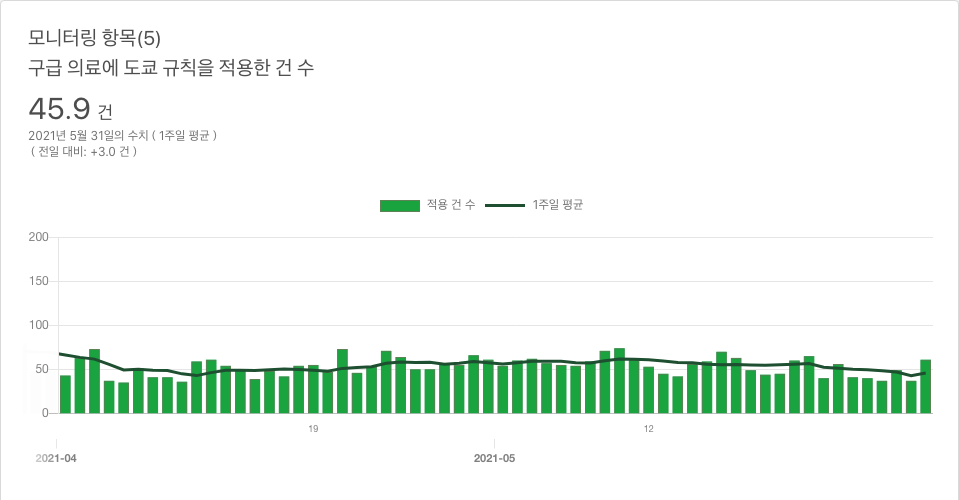 모니터링 항목(5)
구급 의료에 도쿄 규칙을 적용한 건 수
45.9 건
2021년 5월 31일의 수치 ( 1주일 평균 )
( 전일 대비: +3.0 건 )
적용 건 수 1주일 평균
200
150
100
50
0
19 12
2021-04 2021-05